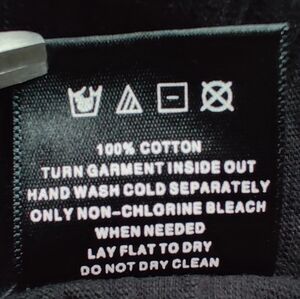 100% COTTON
TURN GARMENT INSIDE OUT
HAND WASH COLD SEPARATELY
ONLY NON-CHLORINE BLEACH
WHEN NEEDED
LAY FLAT TO DRY
DO NOT DRY CLEAN